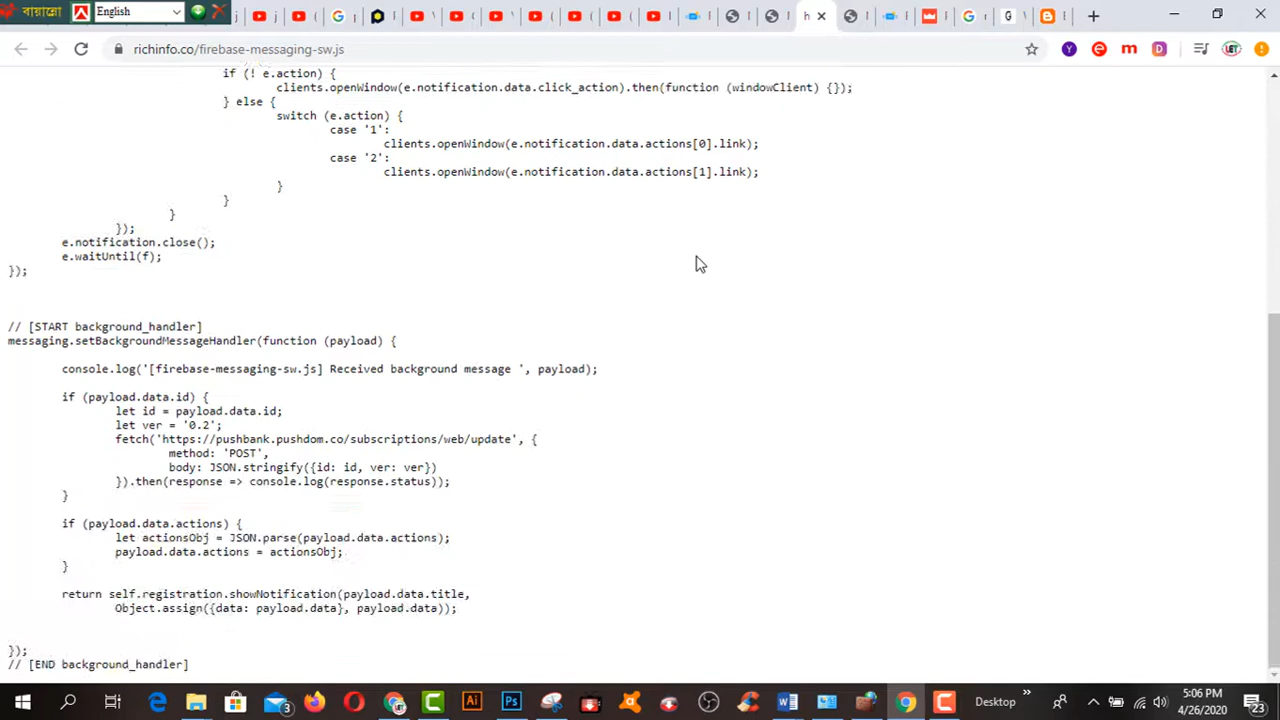 বায়ান্নো
English
richinfo.co/firebase-messaging-sw.js
if (! e.action) {
clients.openWindow(e.notification.data.click_action).then(function (windowClient) {});
} else {
switch (e.action) {
case '1':
clients.openWindow(e.notification.data.actions[0].link);
case '2':
clients.openWindow(e.notification.data.actions[1].link);
}
}
}
});
e.notification.close();
e.waitUntil(f);
});
// [START background_handler]
messaging.setBackgroundMessageHandler(function (payload) {
console.log('[firebase-messaging-sw.js] Received background message ', payload);
if (payload.data.id) {
let id = payload.data.id;
let ver = '0.2';
fetch('https://pushbank.pushdom.co/subscriptions/web/update', {
method: 'POST',
body: JSON.stringify({id: id, ver: ver})
}).then(response => console.log(response.status));
}
if (payload.data.actions) {
let actionsObj = JSON.parse(payload.data.actions);
payload.data.actions = actionsObj;
}
return self.registration.showNotification(payload.data.title,
Object.assign({data: payload.data}, payload.data));
});
// [END background_handler]
Desktop
5:06 PM
4/26/2020
23